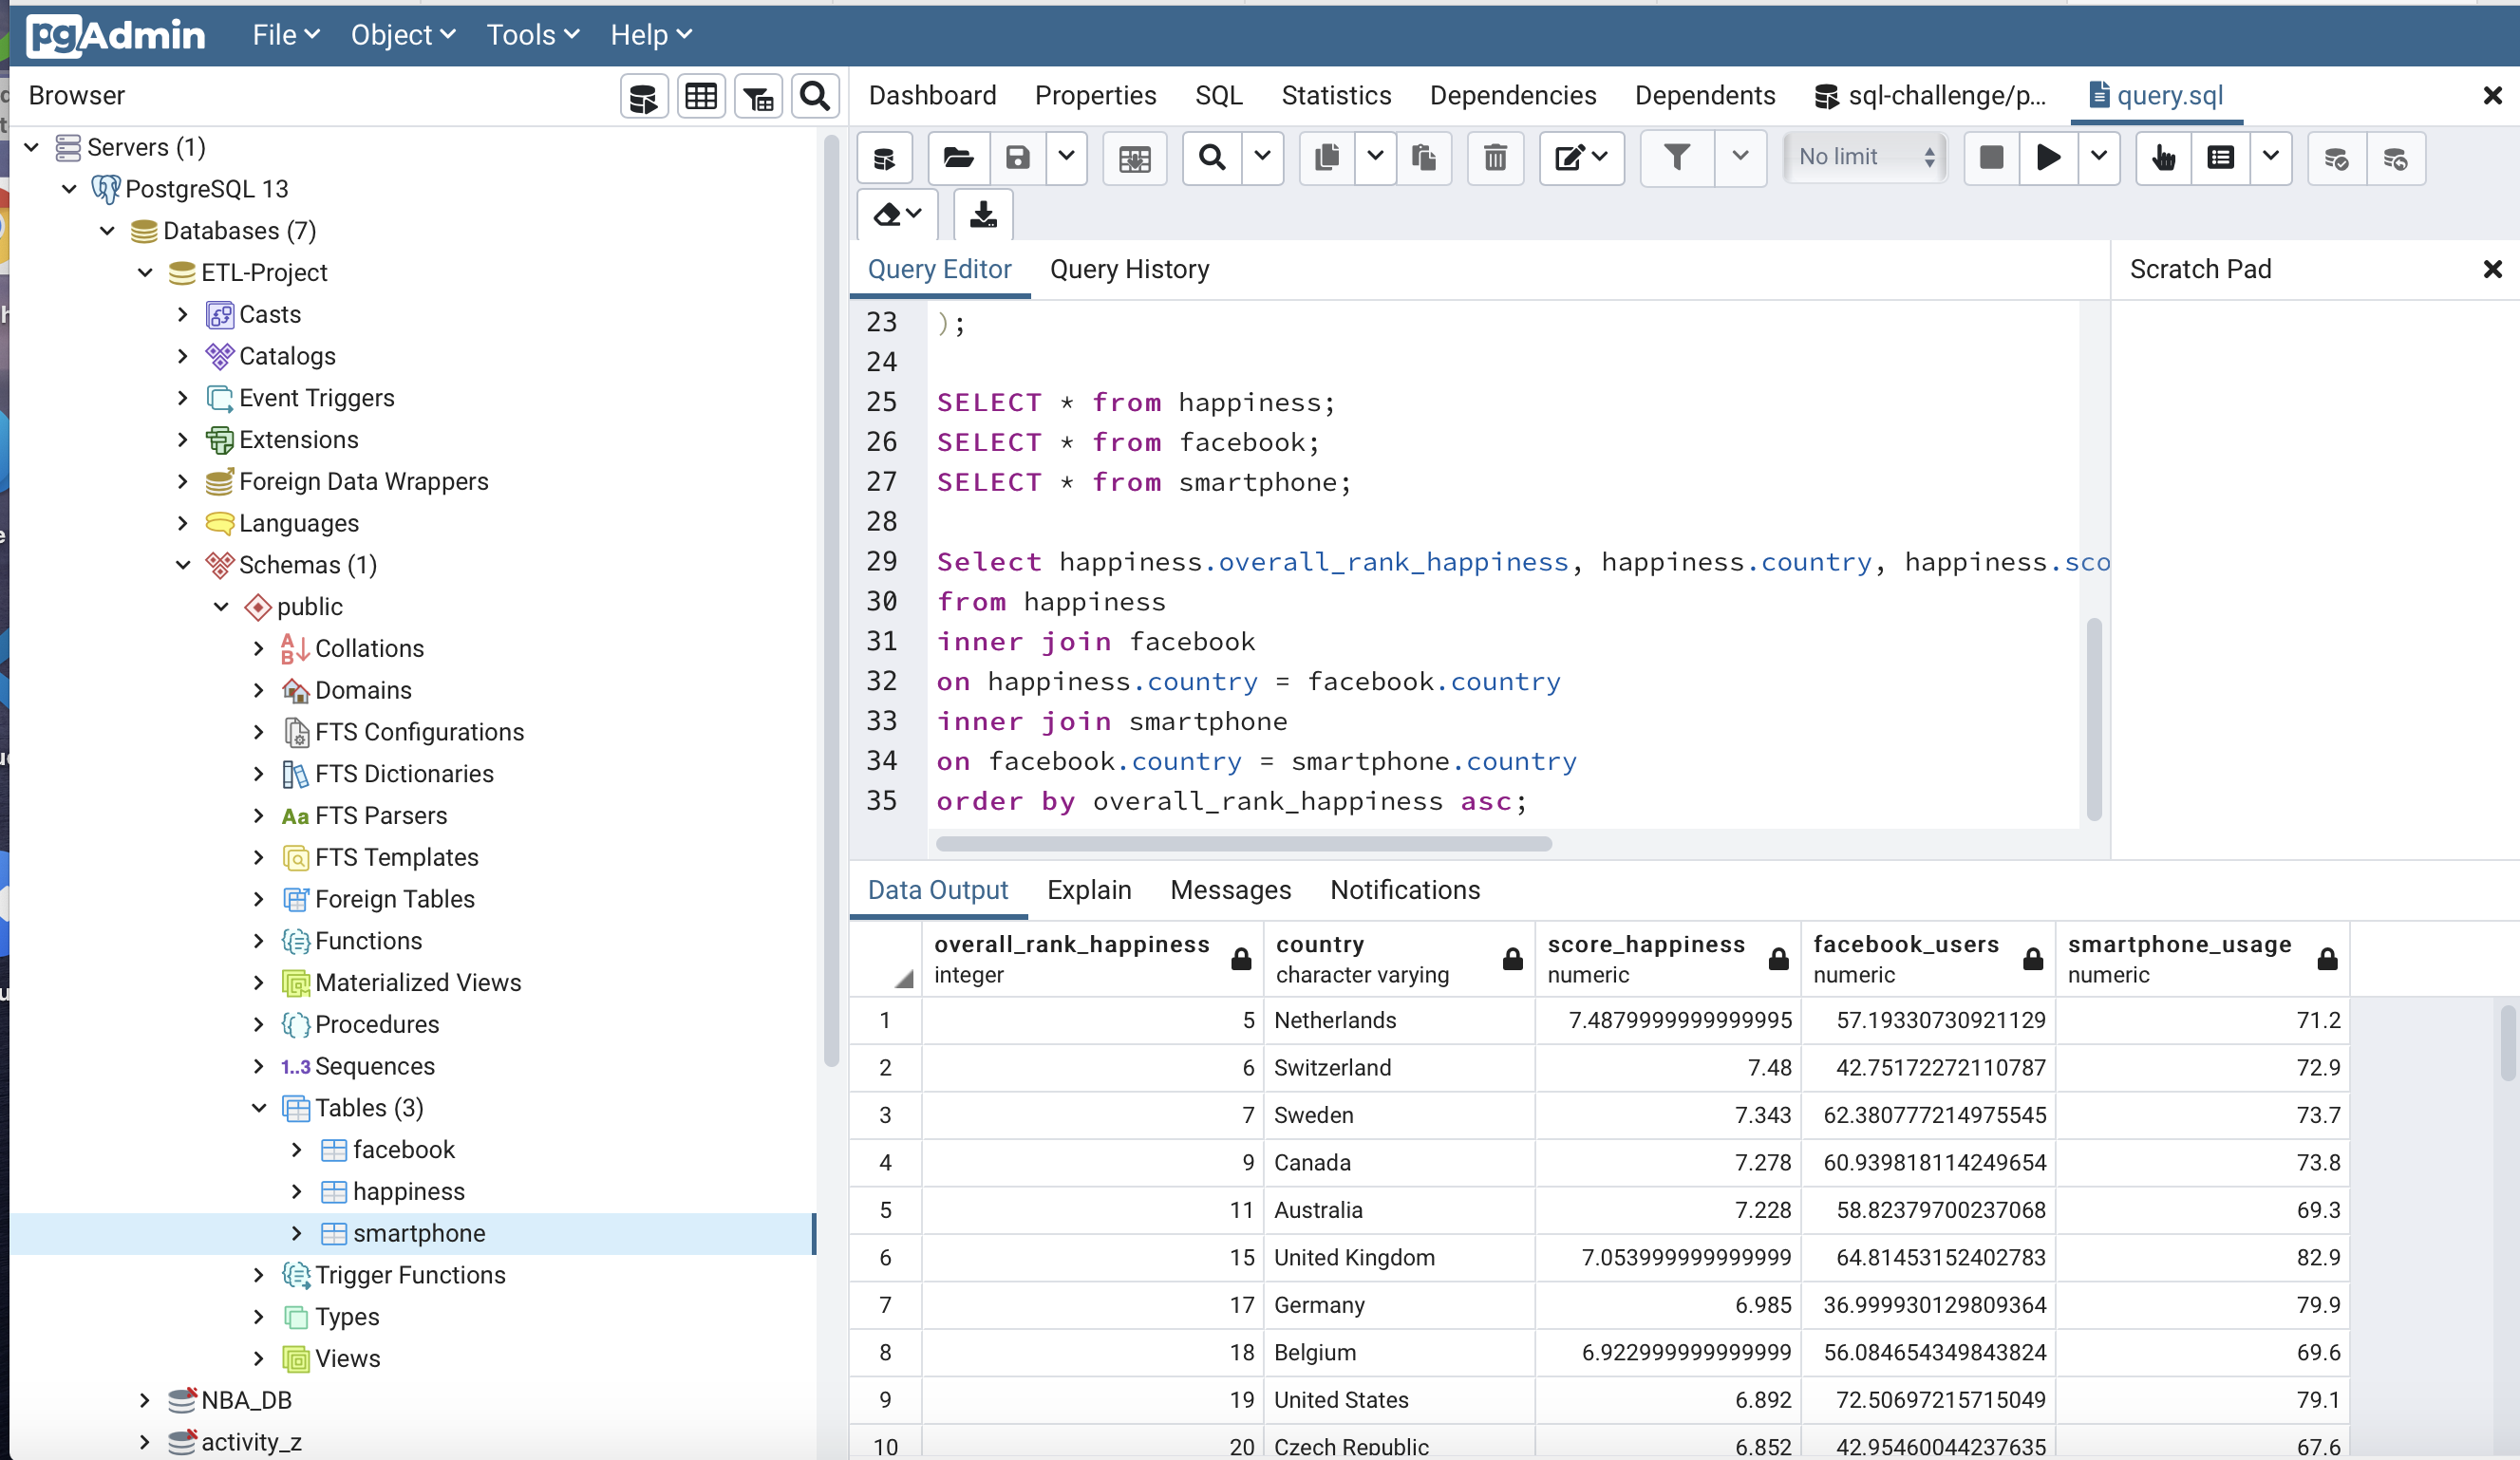 pgAdmin File Object Tools Help
Browser
Dashboard Properties SQL Statistics Dependencies Dependents sql-challenge/p... query.sql
Servers (1)
PostgreSQL 13
Databases (7)
ETL-Project
Casts
Catalogs
Event Triggers
Extensions
Foreign Data Wrappers
Languages
Schemas (1)
public
A B Collations
Domains
FTS Configurations
FTS Dictionaries
Aa FTS Parsers
FTS Templates
Foreign Tables
Functions
Materialized Views
Procedures
1..3 Sequences
Tables (3)
facebook
happiness
smartphone
Trigger Functions
Types
Views
NBA_DB
activity_z
No limit
Query Editor Query History
Scratch Pad
23 );
24
25 SELECT * from happiness;
26 SELECT * from facebook;
27 SELECT * from smartphone;
28
29 Select happiness.overall_rank_happiness, happiness.country, happiness.sco
30 from happiness
31 inner join facebook
32 on happiness.country = facebook.country
33 inner join smartphone
34 on facebook.country = smartphone.country
35 order by overall_rank_happiness asc;
Data Output Explain Messages Notifications
overall_rank_happiness country score_happiness facebook_users smartphone_usage
integer character varying numeric numeric numeric
1 5 Netherlands 7.4879999999999995 57.19330730921129 71.2
2 6 Switzerland 7.48 42.75172272110787 72.9
3 7 Sweden 7.343 62.380777214975545 73.7
4 9 Canada 7.278 60.939818114249654 73.8
5 11 Australia 7.228 58.82379700237068 69.3
6 15 United Kingdom 7.053999999999999 64.81453152402783 82.9
7 17 Germany 6.985 36.999930129809364 79.9
8 18 Belgium 6.922999999999999 56.084654349843824 69.6
9 19 United States 6.892 72.50697215715049 79.1
10 20 Czech Republic 6.852 42.95460044237635 67.6